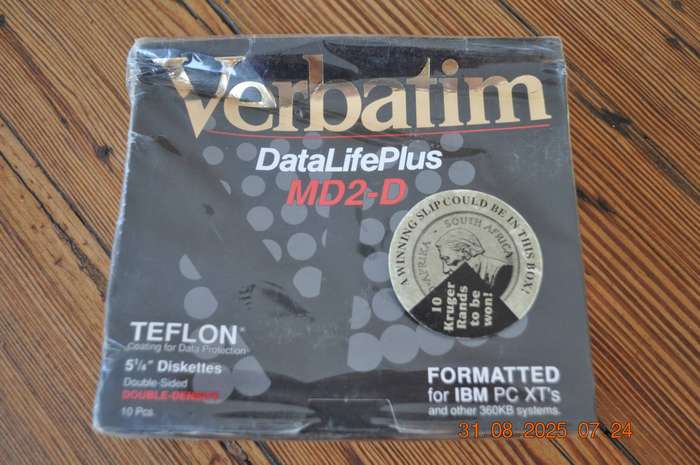 Verbatim
DataLifePlus
MD2-D
A WINNING SLIP COULD BE IN THIS BOX!
AFRIKA · SOUTH AFRICA
10
Kruger
Rands
to be
won!
TEFLON®
Coating for Data Protection
5¼" Diskettes
Double-Sided
DOUBLE-DENSITY
10 Pcs.
FORMATTED
for IBM PC XT's
and other 360KB systems.
31 08 2025 07 24